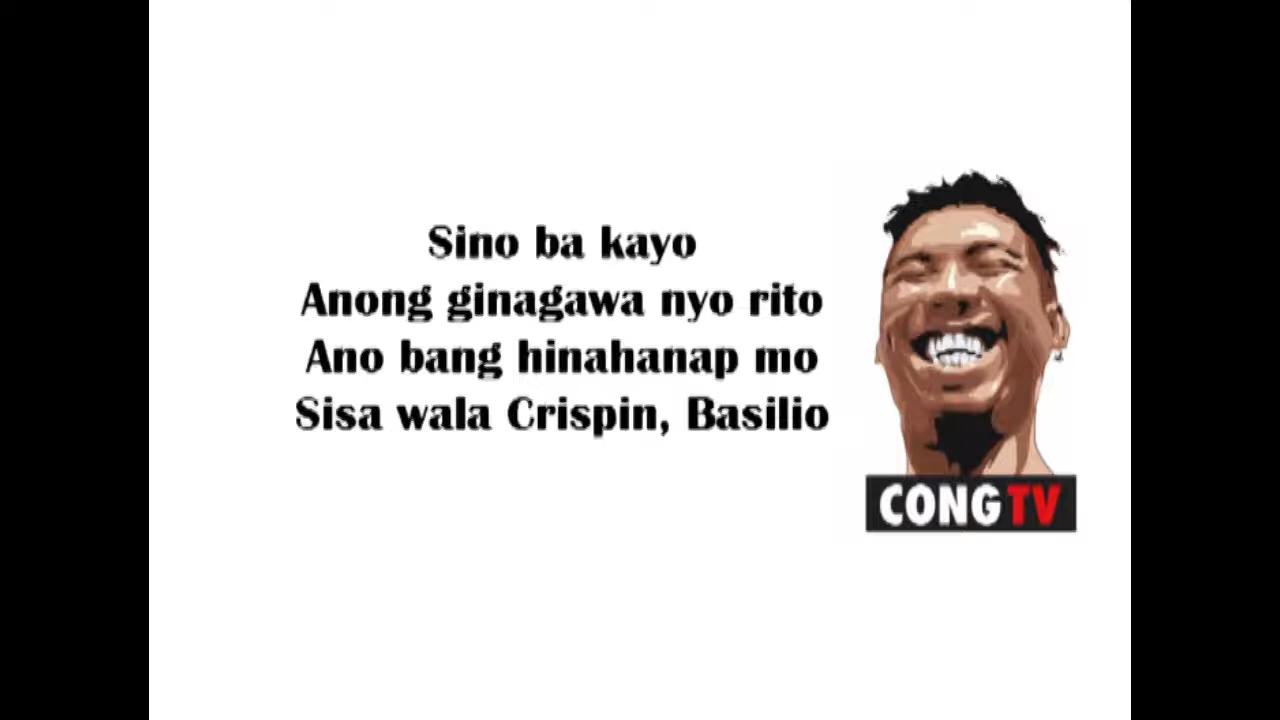 Sino ba kayo
Anong ginagawa nyo rito
Ano bang hinahanap mo
Sisa wala Crispin, Basilio
CONG TV